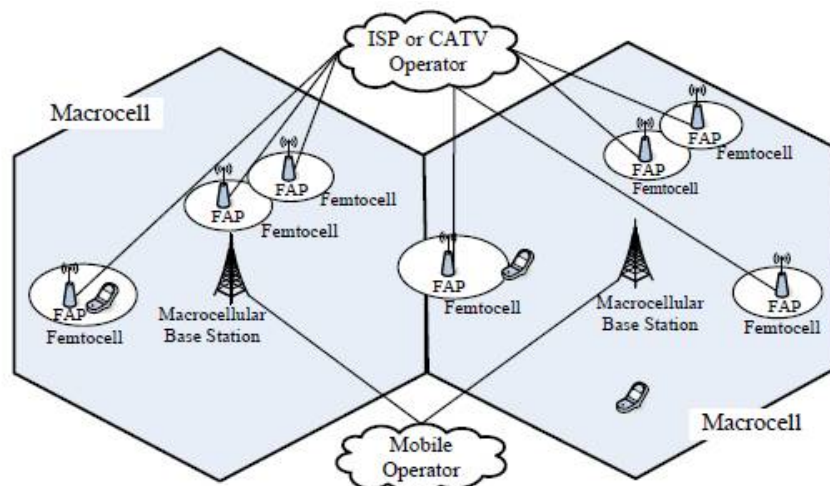 ISP or CATV
Operator
Macrocell
FAP
Femtocell
FAP
Femtocell
FAP
Femtocell
FAP
Femtocell
FAP
Femtocell
FAP
Femtocell
FAP
Femtocell
Macrocellular
Base Station
Macrocellular
Base Station
Macrocell
Mobile
Operator